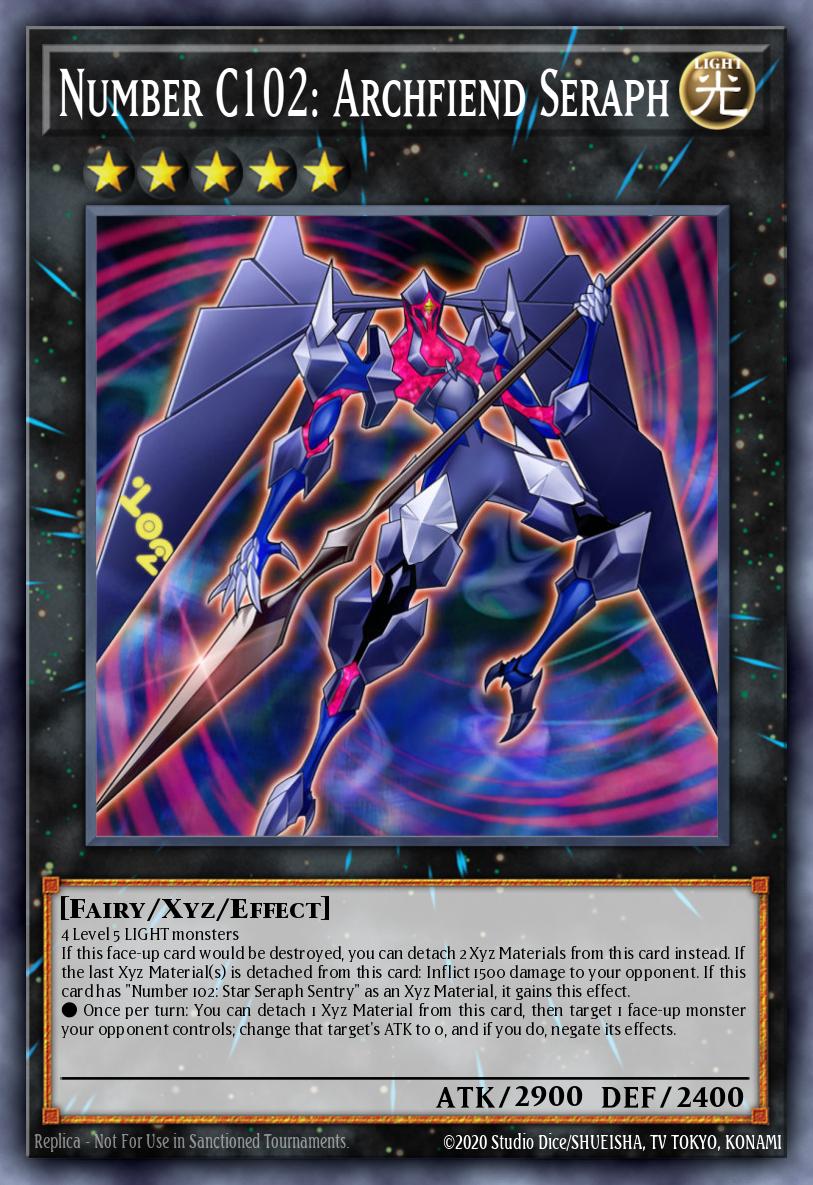 Number C102: Archfiend Seraph
LIGHT
光
102
[Fairy/Xyz/Effect]
4 Level 5 LIGHT monsters
If this face-up card would be destroyed, you can detach 2 Xyz Materials from this card instead. If
the last Xyz Material(s) is detached from this card: Inflict 1500 damage to your opponent. If this
card has "Number 102: Star Seraph Sentry" as an Xyz Material, it gains this effect.
● Once per turn: You can detach 1 Xyz Material from this card, then target 1 face-up monster
your opponent controls; change that target's ATK to 0, and if you do, negate its effects.
ATK/2900 DEF/2400
Replica - Not For Use in Sanctioned Tournaments.
©2020 Studio Dice/SHUEISHA, TV TOKYO, KONAMI